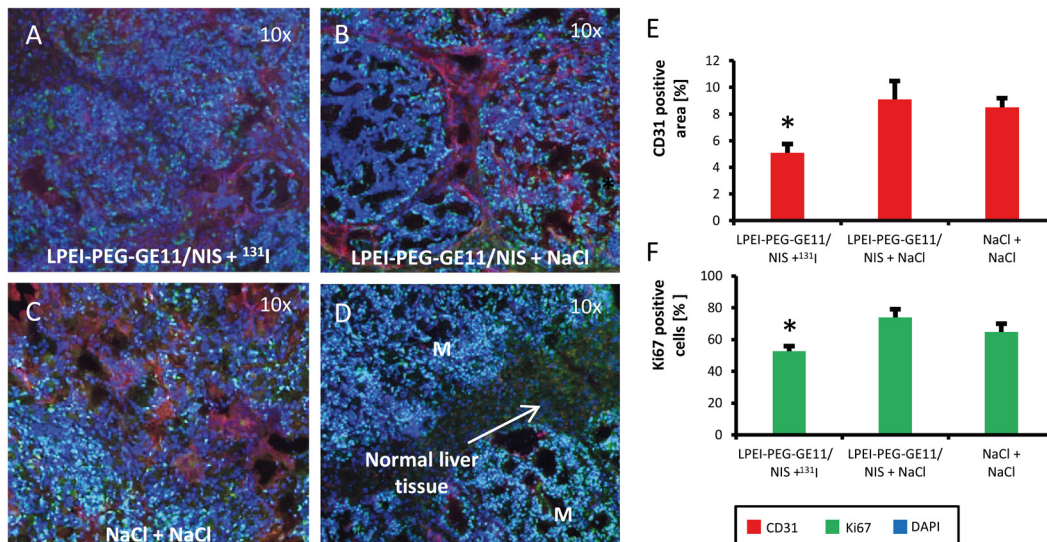 A
10x
LPEI-PEG-GE11/NIS + ¹³¹I
B
10x
*
LPEI-PEG-GE11/NIS + NaCl
C
10x
NaCl + NaCl
D
10x
M
Normal liver
tissue
M
E
CD31 positive
area [%]
12
10
8
6
4
2
0
*
LPEI-PEG-GE11/
NIS +¹³¹I
LPEI-PEG-GE11/
NIS + NaCl
NaCl +
NaCl
F
Ki67 positive
cells [% ]
100
80
60
40
20
0
*
LPEI-PEG-GE11/
NIS +¹³¹I
LPEI-PEG-GE11/
NIS + NaCl
NaCl +
NaCl
CD31 Ki67 DAPI